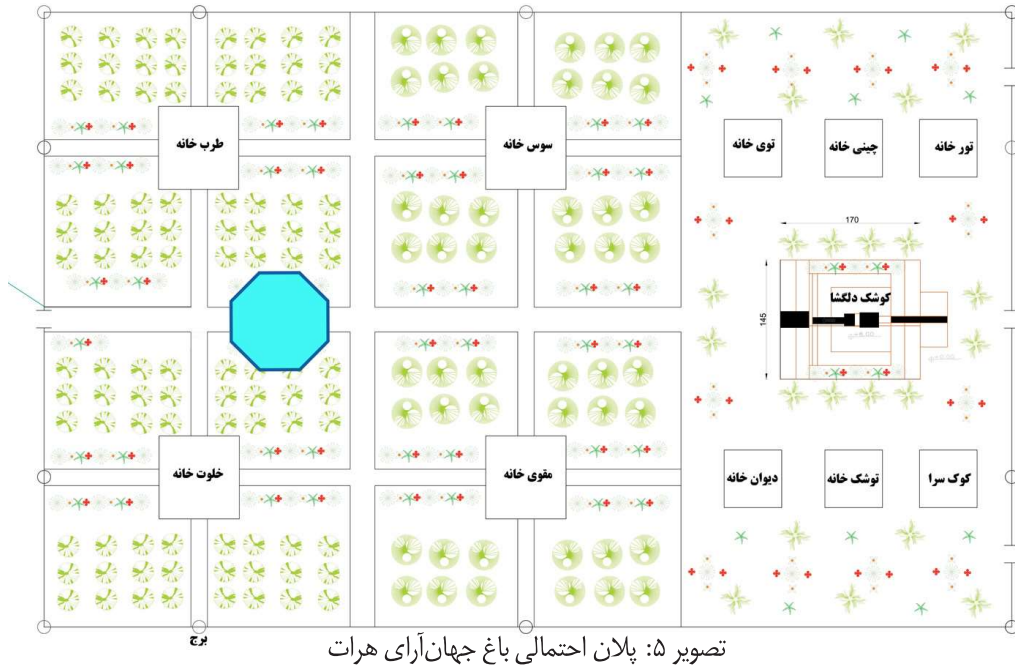 طرب خانه
سوس خانه
توی خانه
چینی خانه
تور خانه
170
کوشک دلگشا
145
خلوت خانه
مقوی خانه
دیوان خانه
توشک خانه
کوک سرا
برج
تصویر ۵: پلان احتمالی باغ جهان‌آرای هرات